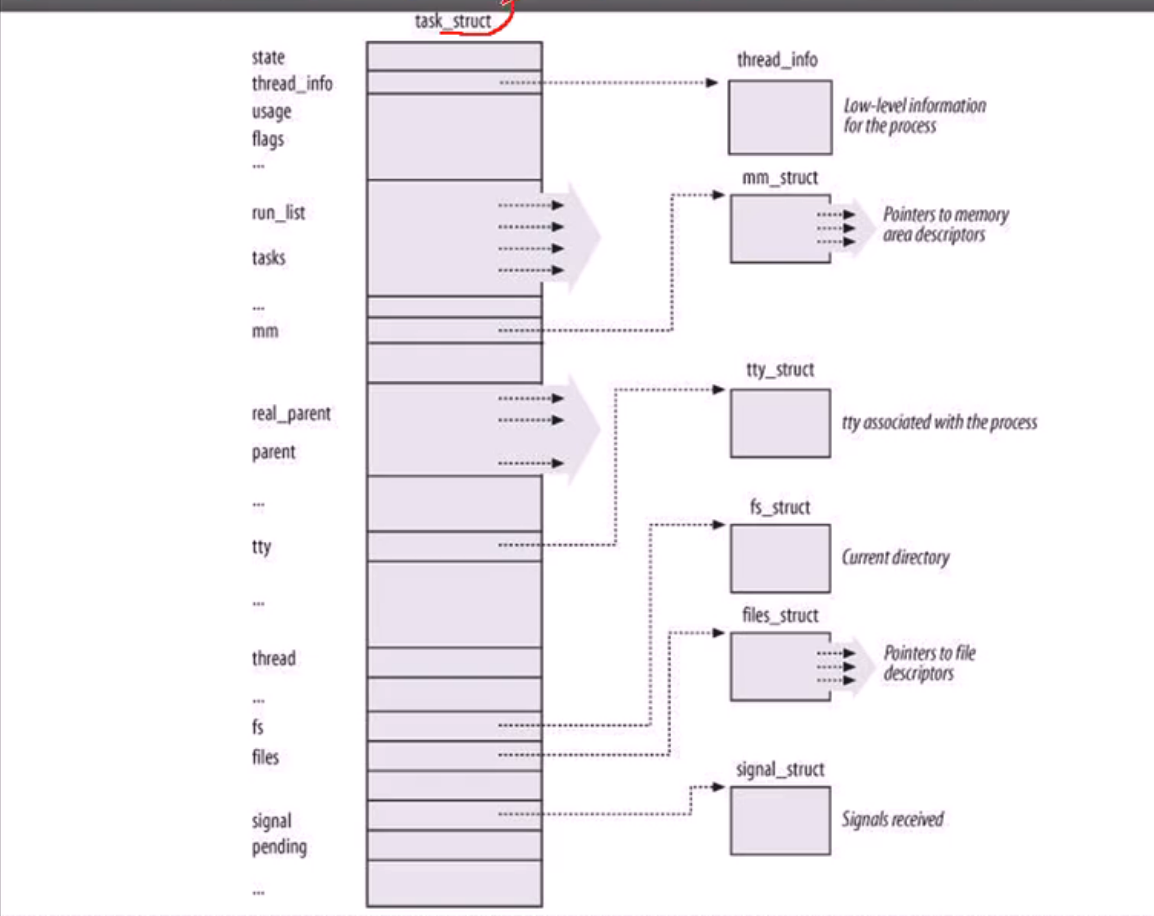 task_struct
state
thread_info
usage
flags
...
run_list
tasks
...
mm
real_parent
parent
...
tty
...
thread
...
fs
files
signal
pending
...
thread_info
Low-level information
for the process
mm_struct
Pointers to memory
area descriptors
tty_struct
tty associated with the process
fs_struct
Current directory
files_struct
Pointers to file
descriptors
signal_struct
Signals received